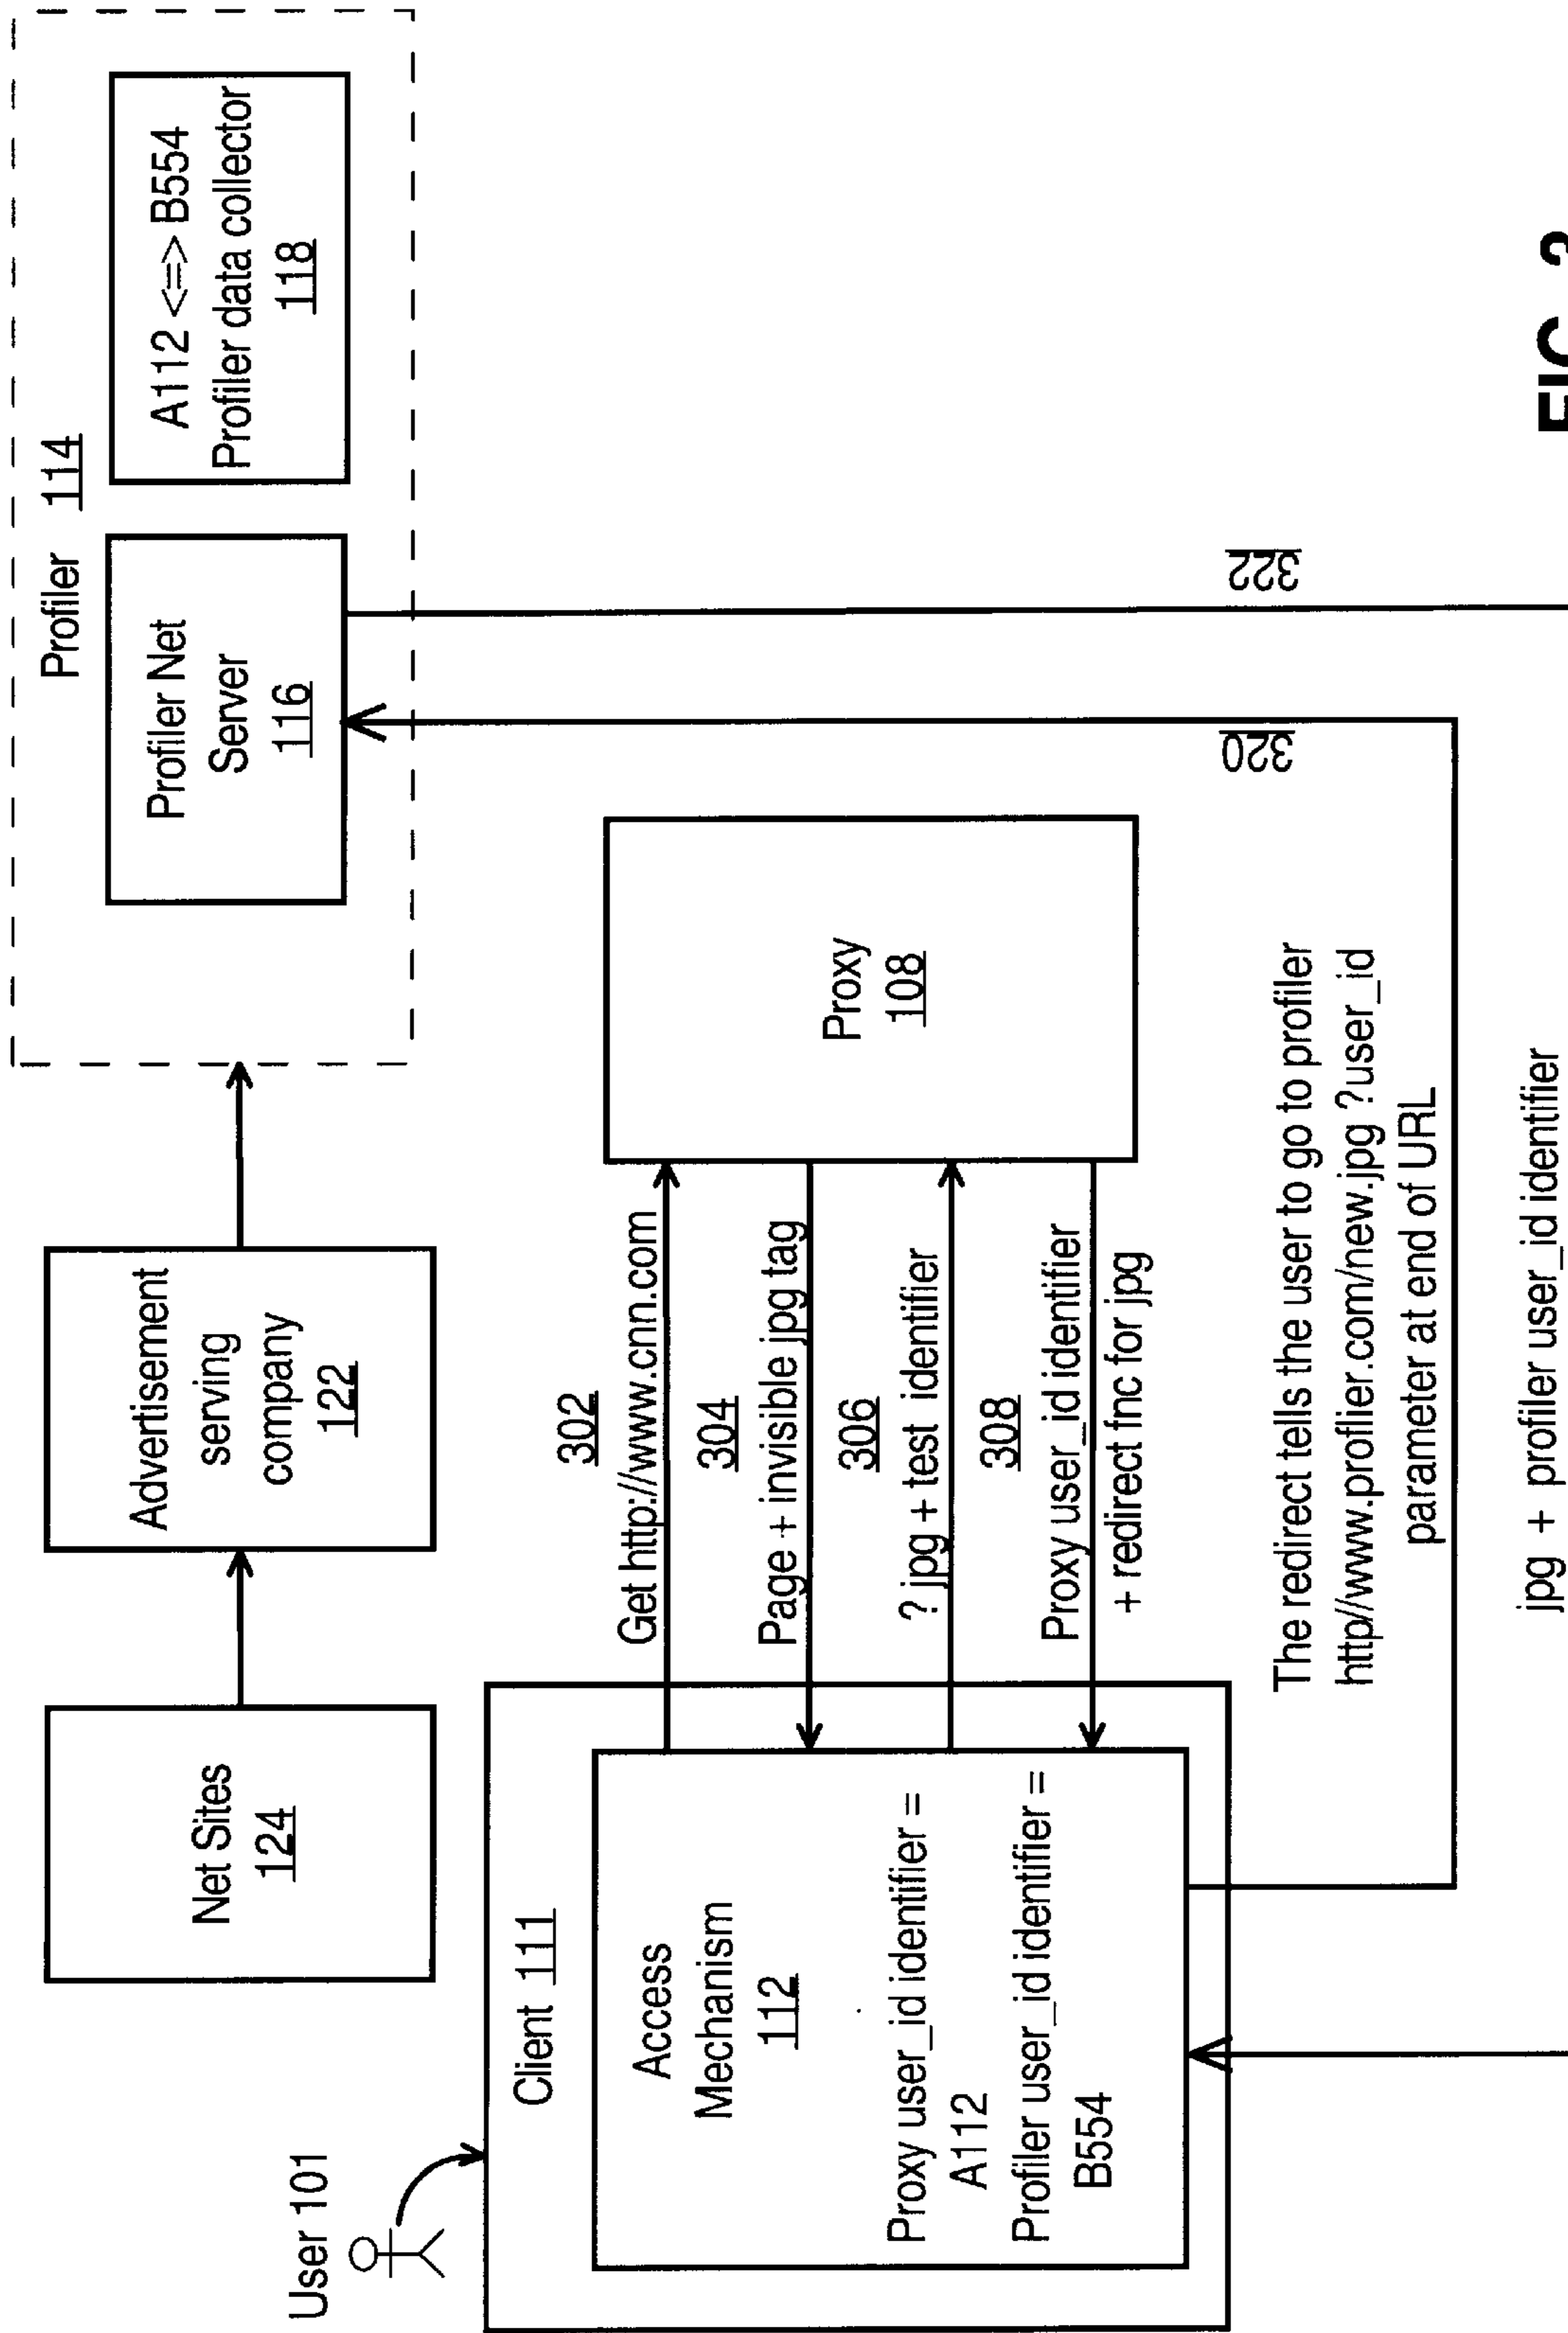 User 101
Client 111
Access
Mechanism
112
Proxy user_id identifier =
A112
Profiler user_id identifier =
B554
Net Sites
124
Advertisement
serving
company
122
Profiler 114
Profiler Net
Server
116
A112 <=> B554
Profiler data collector
118
302
Get http://www.cnn.com
304
Page + invisible jpg tag
306
? jpg + test identifier
308
Proxy user_id identifier
+ redirect fnc for jpg
Proxy
108
320
322
The redirect tells the user to go to profiler
http//www.profiler.com/new.jpg ?user_id
parameter at end of URL
jpg + profiler user_id identifier